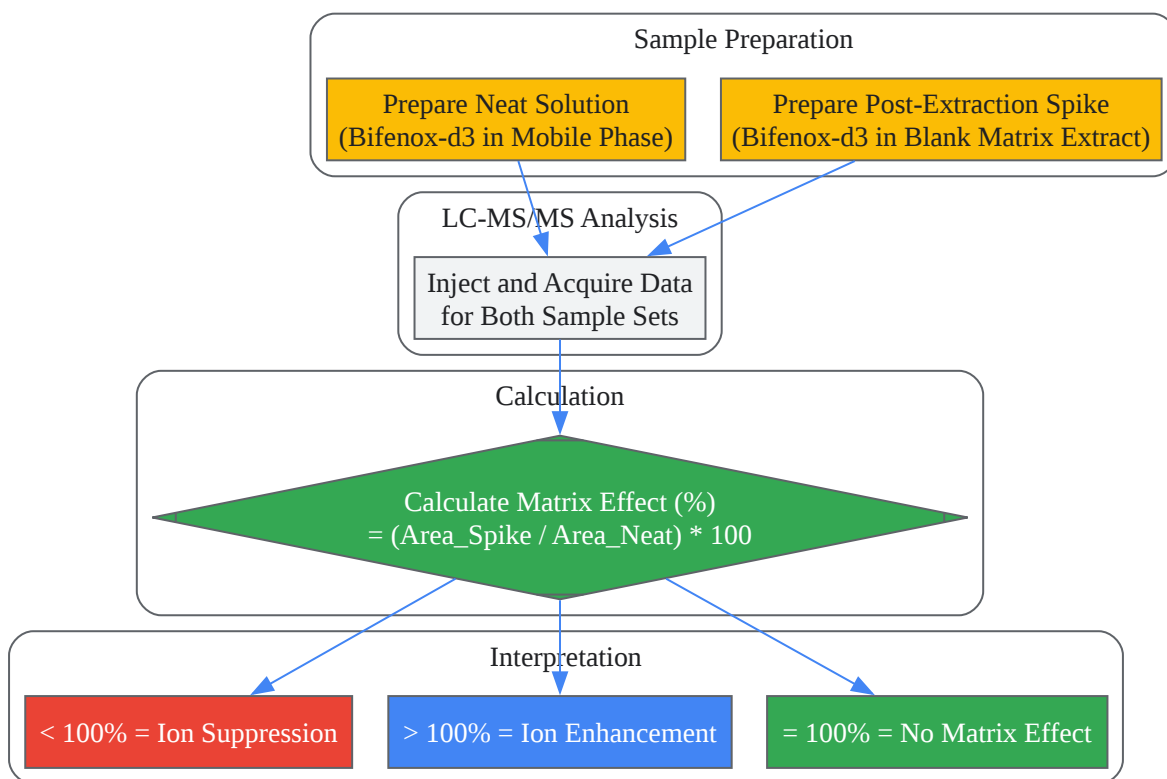 Sample Preparation
Prepare Neat Solution
(Bifenox-d3 in Mobile Phase)
Prepare Post-Extraction Spike
(Bifenox-d3 in Blank Matrix Extract)
LC-MS/MS Analysis
Inject and Acquire Data
for Both Sample Sets
Calculation
Calculate Matrix Effect (%)
= (Area_Spike / Area_Neat) * 100
Interpretation
< 100% = Ion Suppression
> 100% = Ion Enhancement
= 100% = No Matrix Effect